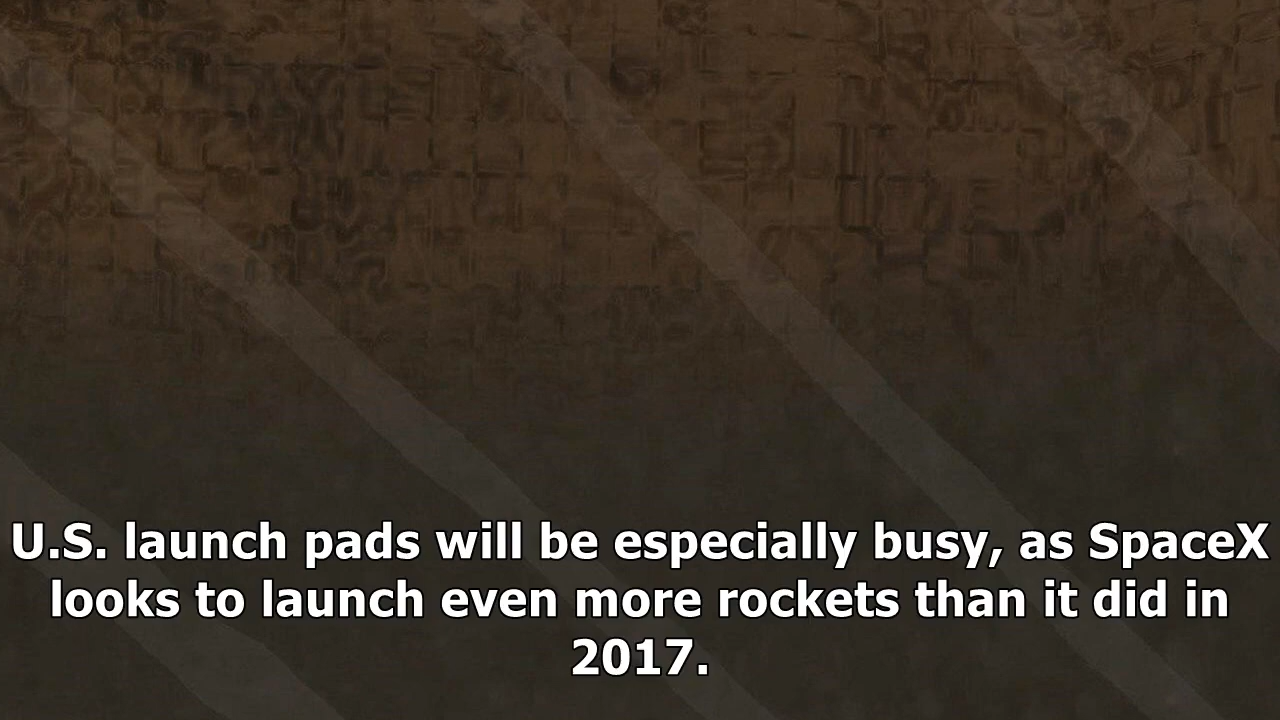 U.S. launch pads will be especially busy, as SpaceX
looks to launch even more rockets than it did in
2017.